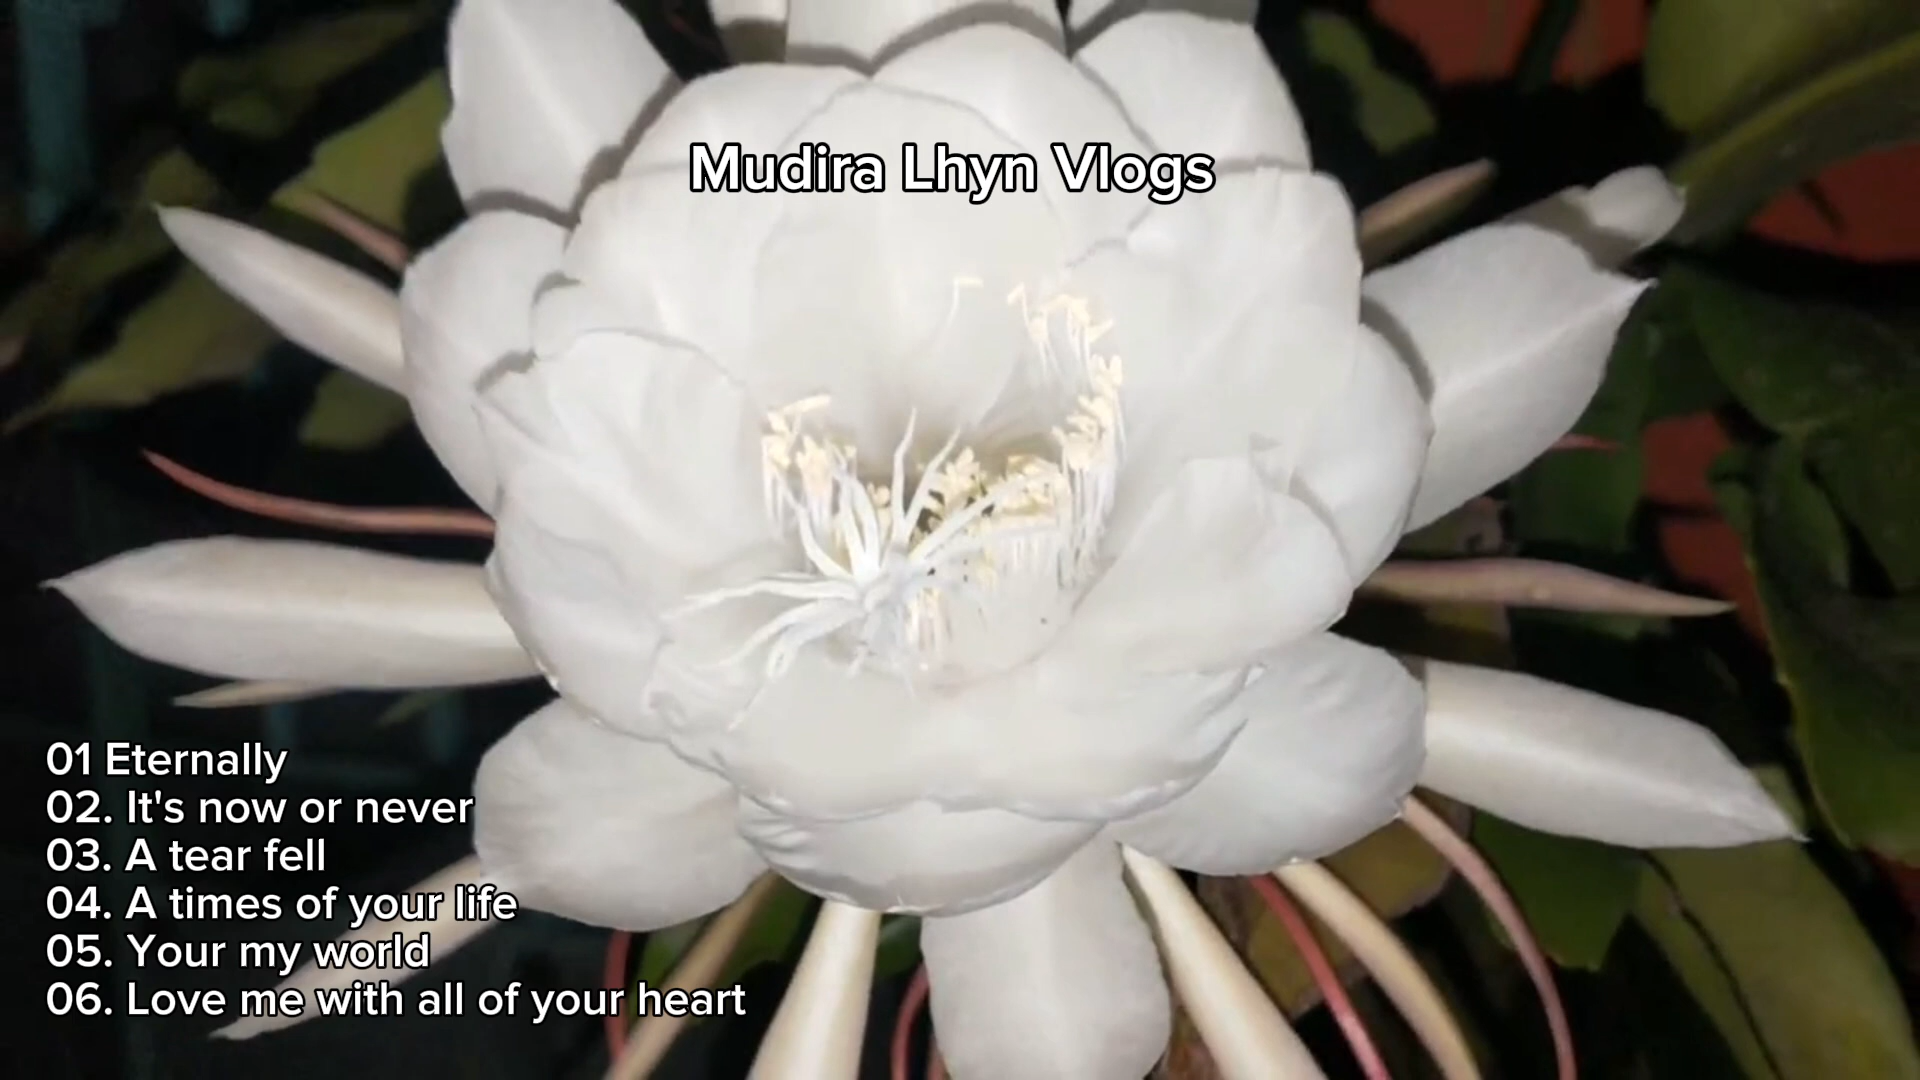 Mudira Lhyn Vlogs
01 Eternally
02. It's now or never
03. A tear fell
04. A times of your life
05. Your my world
06. Love me with all of your heart